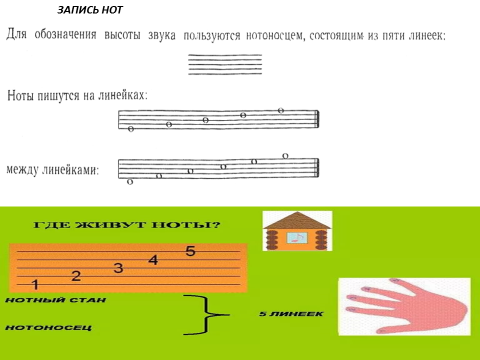 ЗАПИСЬ НОТ
Для обозначения высоты звука пользуются нотоносцем, состоящим из пяти линеек:
Ноты пишутся на линейках:
между линейками:
ГДЕ ЖИВУТ НОТЫ?
1 2 3 4 5
НОТНЫЙ СТАН
НОТОНОСЕЦ
5 ЛИНЕЕК